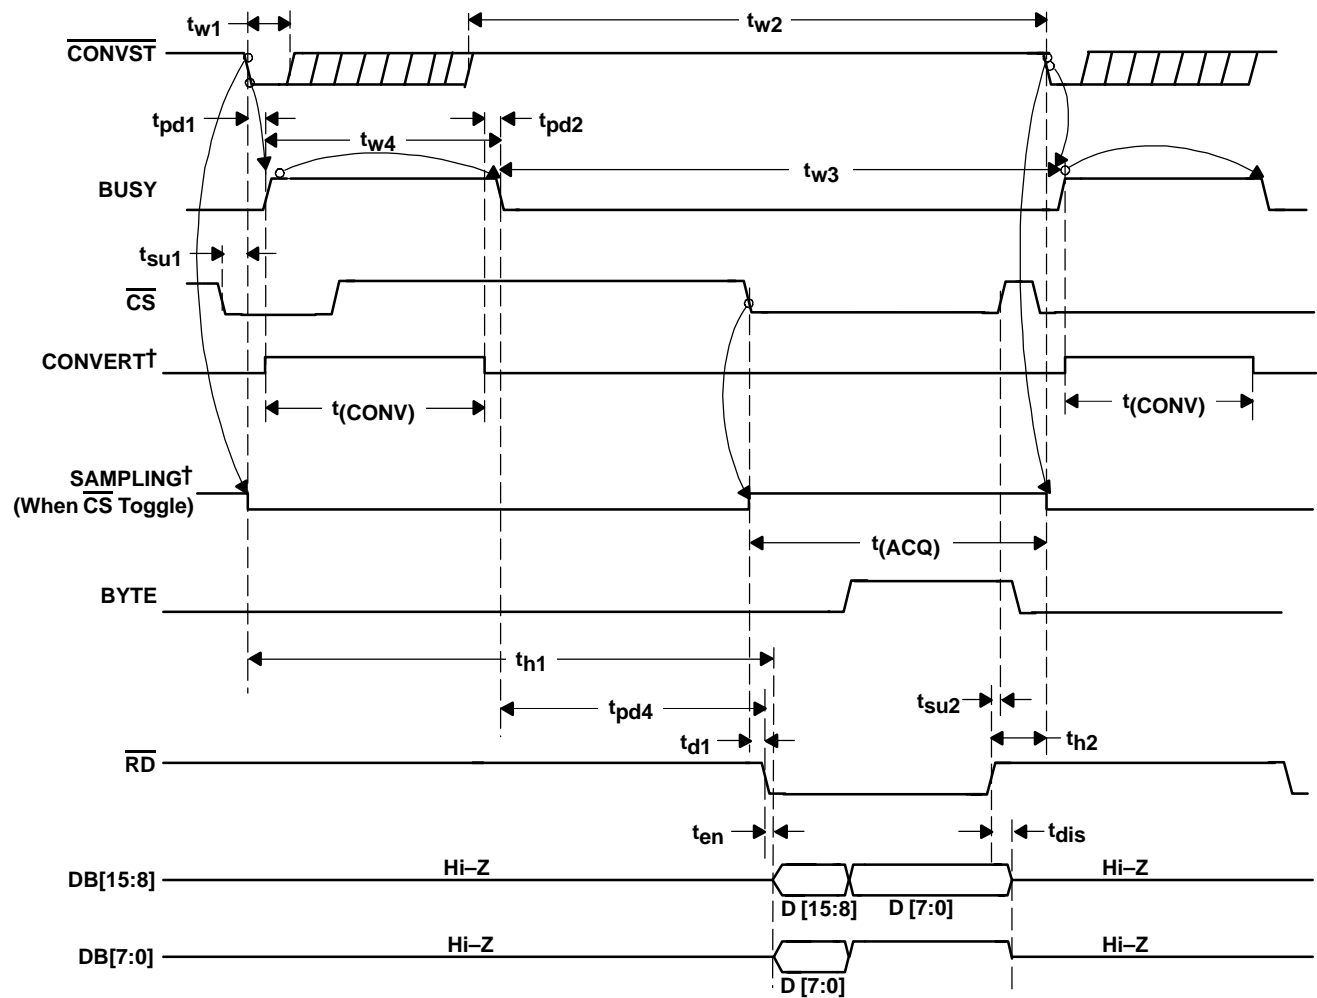 tw1
tw2
CONVST
tpd1
tw4
tpd2
tw3
BUSY
tsu1
CS
CONVERT†
t(CONV)
t(CONV)
SAMPLING†
(When CS Toggle)
t(ACQ)
BYTE
th1
tpd4
tsu2
td1
th2
RD
ten
tdis
Hi–Z
Hi–Z
DB[15:8]
D [15:8]
D [7:0]
Hi–Z
Hi–Z
DB[7:0]
D [7:0]